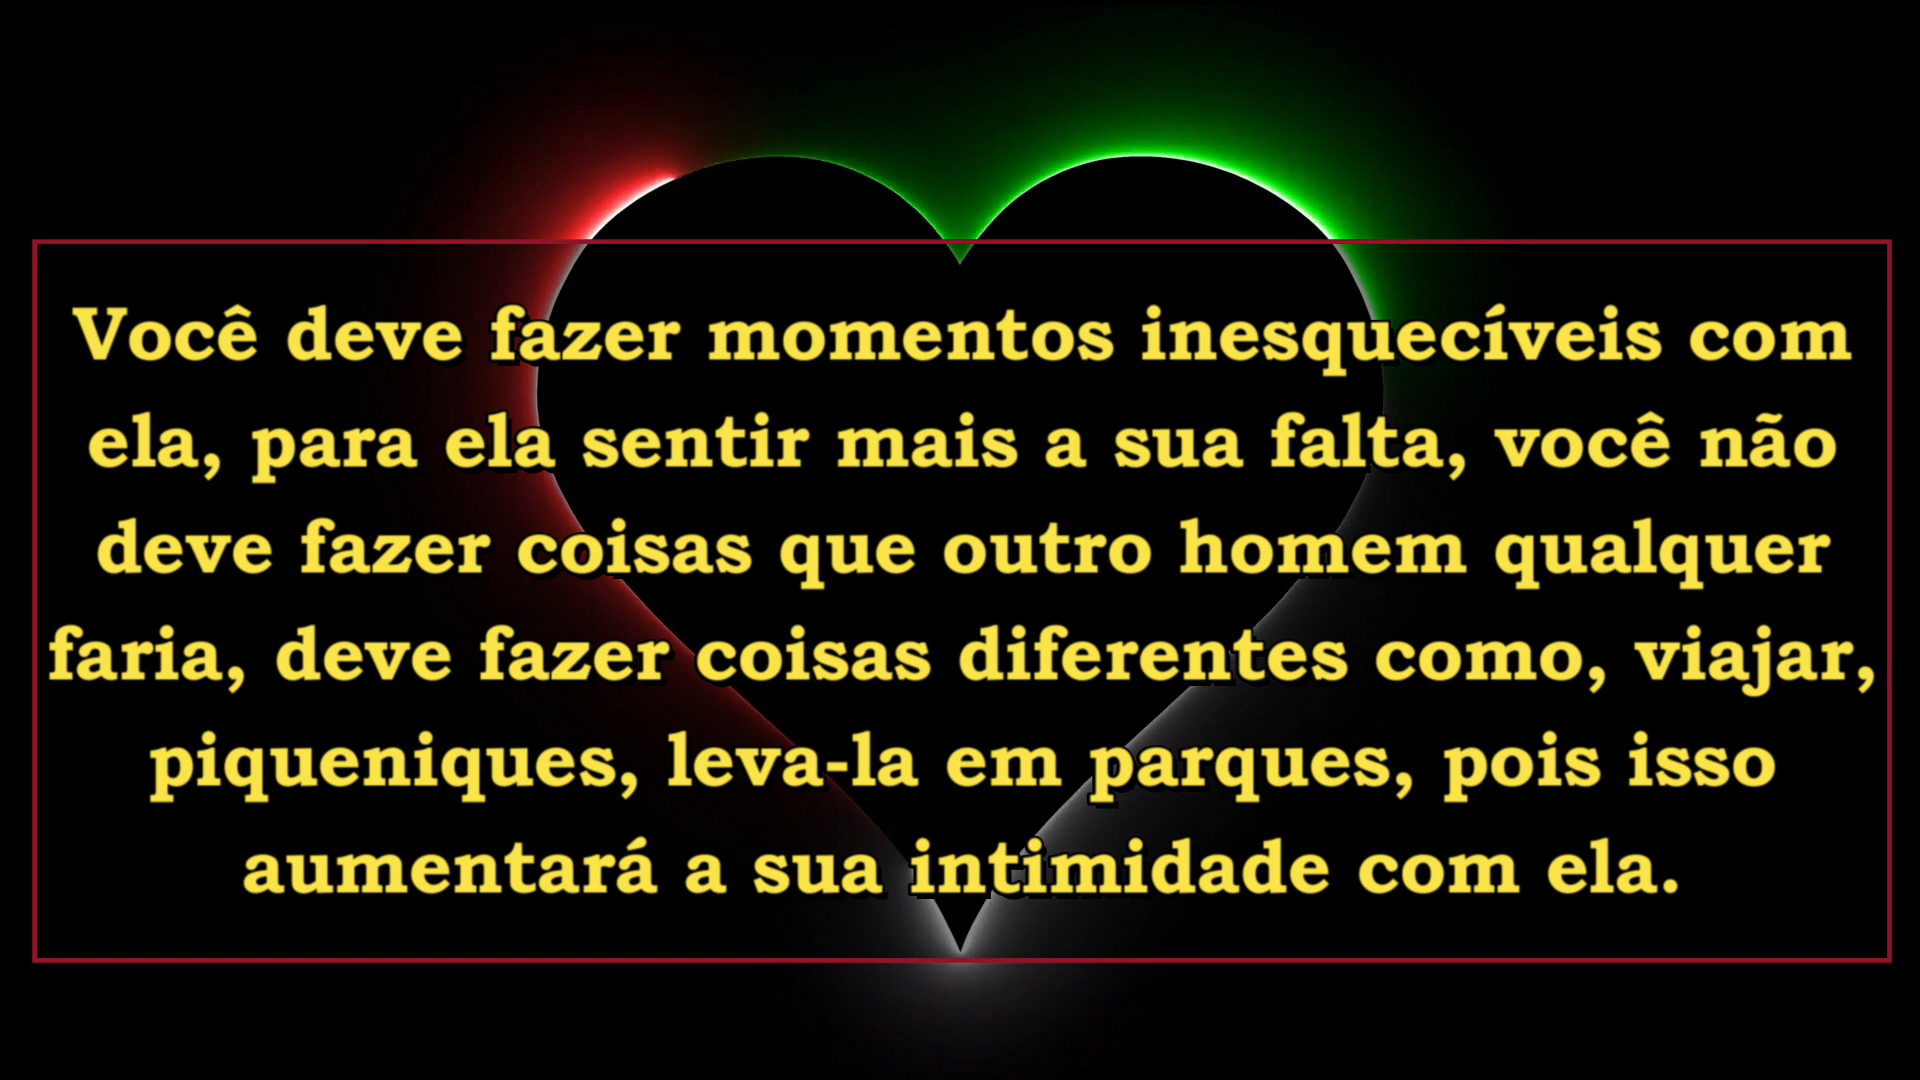 Você deve fazer momentos inesquecíveis com
ela, para ela sentir mais a sua falta, você não
deve fazer coisas que outro homem qualquer
faria, deve fazer coisas diferentes como, viajar,
piqueniques, leva-la em parques, pois isso
aumentará a sua intimidade com ela.